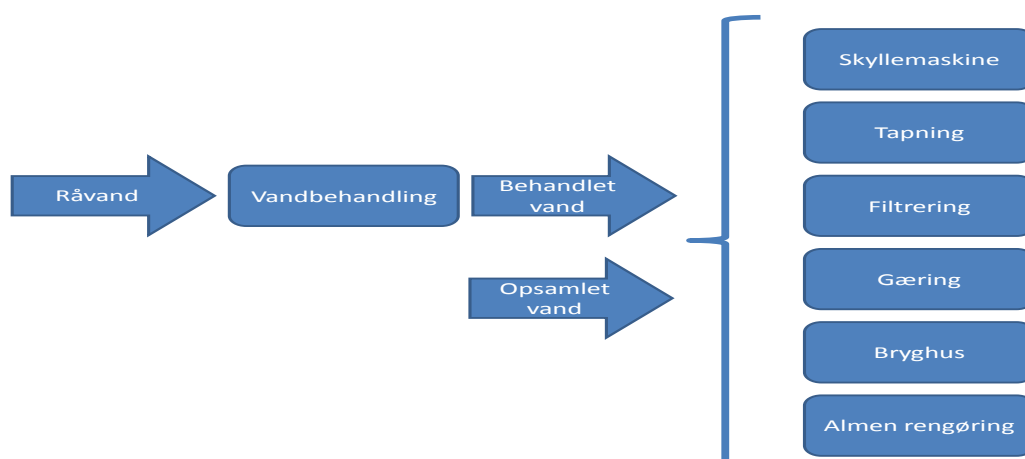 Råvand
Vandbehandling
Behandlet
vand
Opsamlet
vand
Skyllemaskine
Tapning
Filtrering
Gæring
Bryghus
Almen rengøring